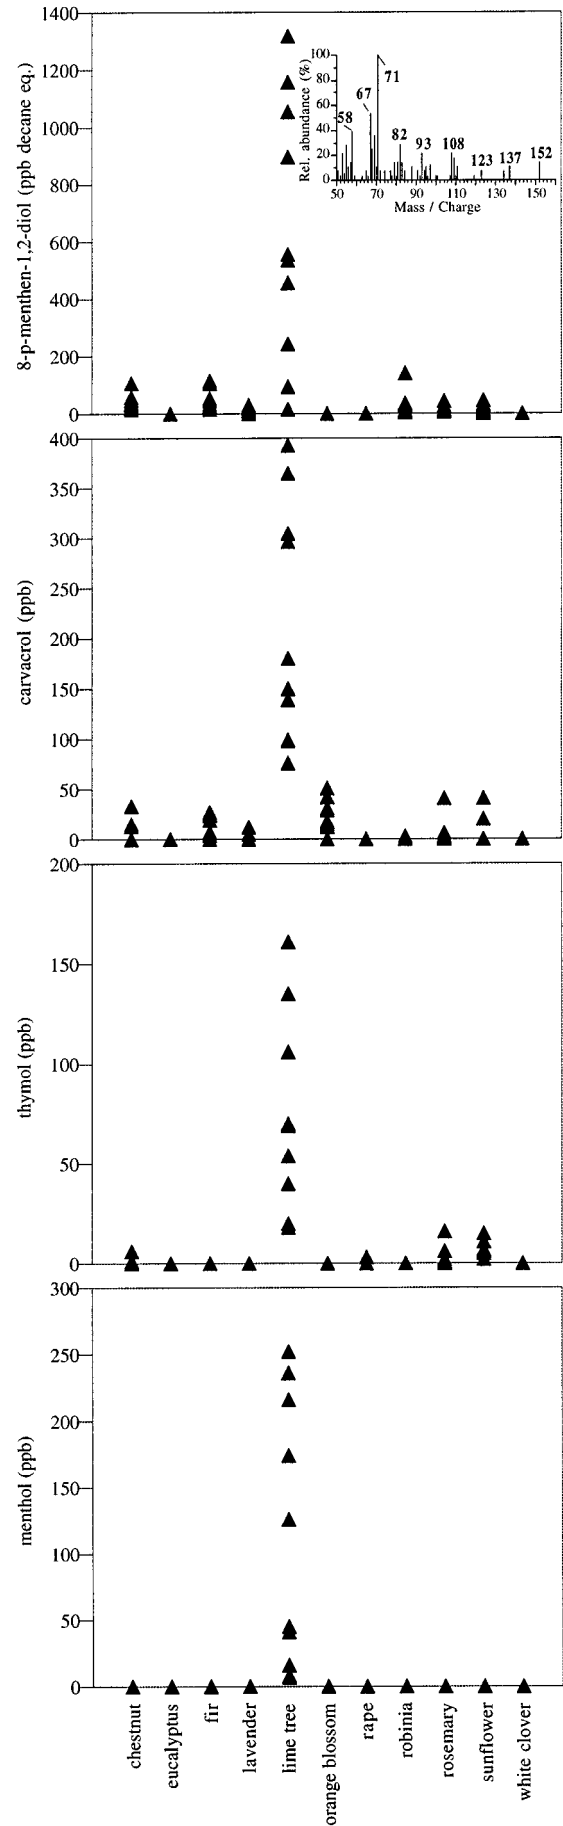 8-p-menthen-1,2-diol (ppb decane eq.)
1400
1200
1000
800
600
400
200
0
Rel. abundance (%)
100
80
60
40
20
0
58
67
71
82
93
108
123
137
152
50
70
90
110
130
150
Mass / Charge
carvacrol (ppb)
400
350
300
250
200
150
100
50
0
thymol (ppb)
200
150
100
50
0
menthol (ppb)
300
250
200
150
100
50
0
chestnut
eucalyptus
fir
lavender
lime tree
orange blossom
rape
robinia
rosemary
sunflower
white clover